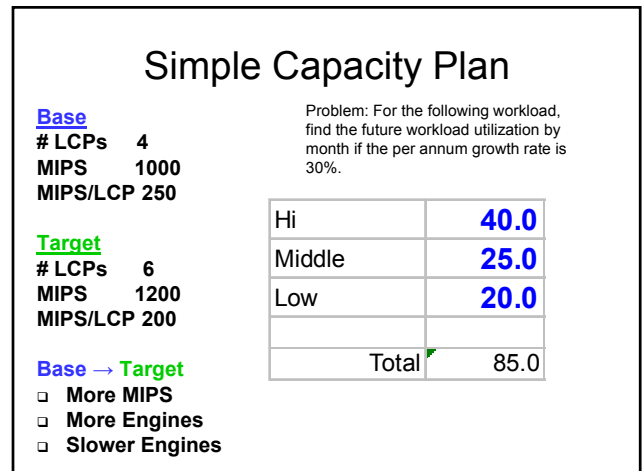 Simple Capacity Plan
Base
# LCPs 4
MIPS 1000
MIPS/LCP 250
Target
# LCPs 6
MIPS 1200
MIPS/LCP 200
Base → Target
❑ More MIPS
❑ More Engines
❑ Slower Engines
Problem: For the following workload,
find the future workload utilization by
month if the per annum growth rate is
30%.
Hi 40.0
Middle 25.0
Low 20.0
Total 85.0